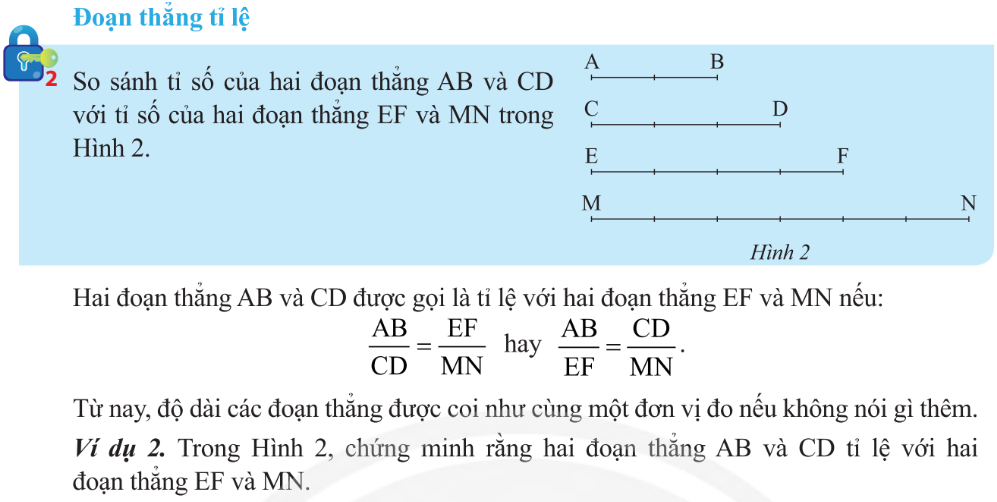 Đoạn thẳng tỉ lệ
2 So sánh tỉ số của hai đoạn thẳng AB và CD
với tỉ số của hai đoạn thẳng EF và MN trong
Hình 2.
A B
C D
E F
M N
Hình 2
Hai đoạn thẳng AB và CD được gọi là tỉ lệ với hai đoạn thẳng EF và MN nếu:
AB/CD = EF/MN hay AB/EF = CD/MN.
Từ nay, độ dài các đoạn thẳng được coi như cùng một đơn vị đo nếu không nói gì thêm.
Ví dụ 2. Trong Hình 2, chứng minh rằng hai đoạn thẳng AB và CD tỉ lệ với hai
đoạn thẳng EF và MN.